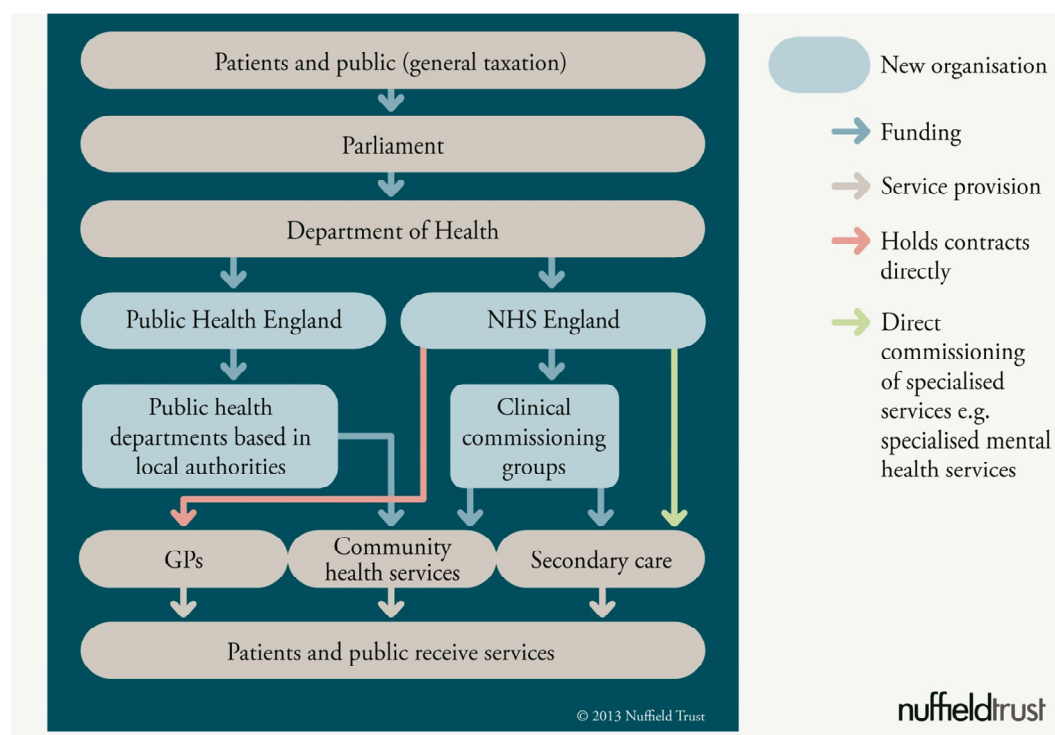 Patients and public (general taxation)
Parliament
Department of Health
Public Health England
NHS England
Public health
departments based in
local authorities
Clinical
commissioning
groups
GPs
Community
health services
Secondary care
Patients and public receive services
© 2013 Nuffield Trust
New organisation
Funding
Service provision
Holds contracts
directly
Direct
commissioning
of specialised
services e.g.
specialised mental
health services
nuffieldtrust